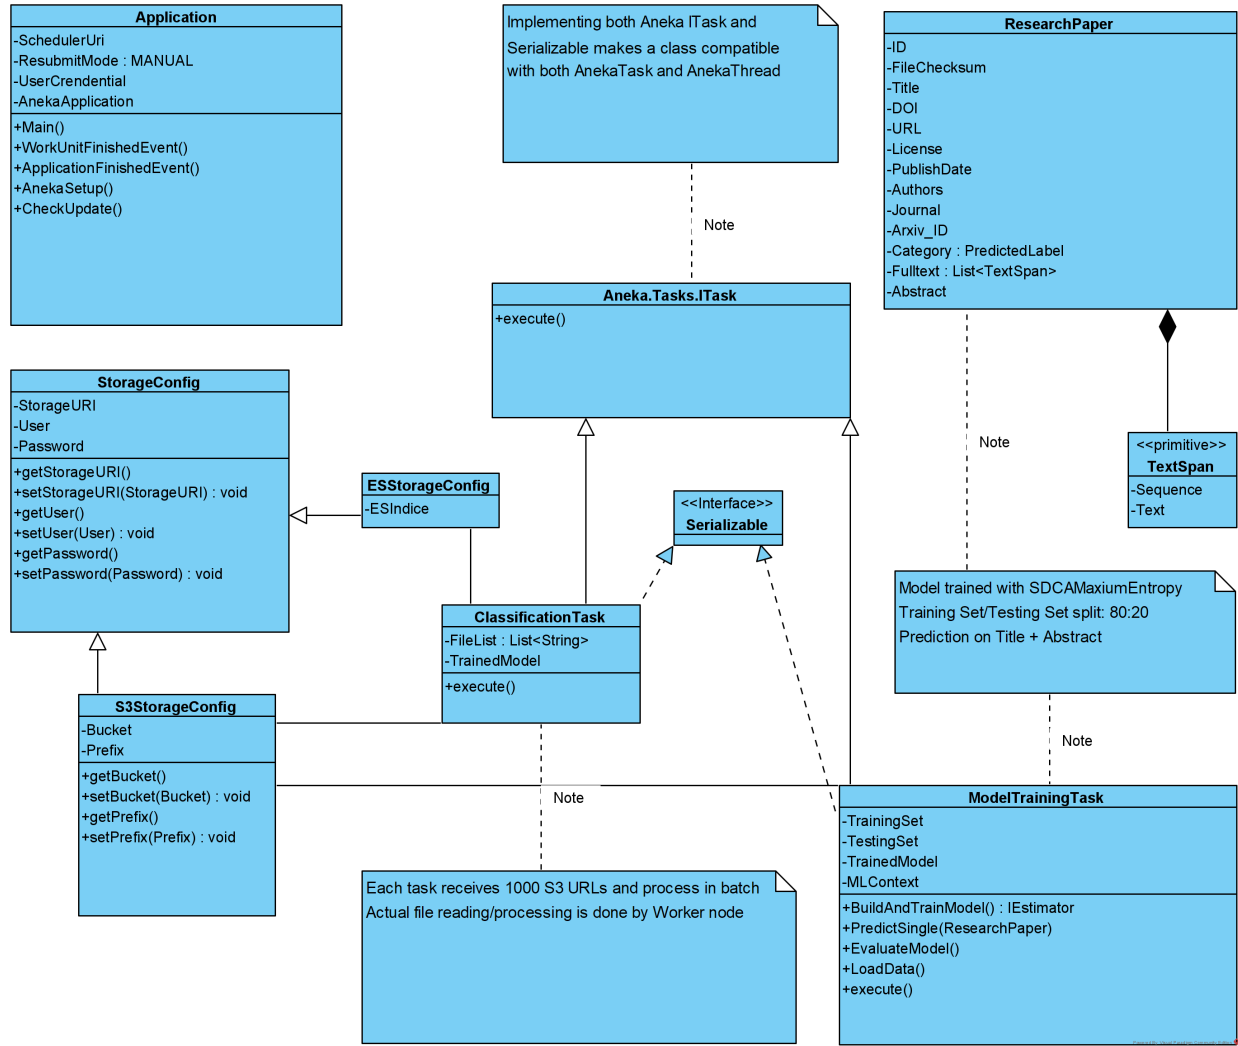 Application
-SchedulerUri
-ResubmitMode : MANUAL
-UserCrendential
-AnekaApplication
+Main()
+WorkUnitFinishedEvent()
+ApplicationFinishedEvent()
+AnekaSetup()
+CheckUpdate()
Implementing both Aneka ITask and
Serializable makes a class compatible
with both AnekaTask and AnekaThread
Note
ResearchPaper
-ID
-FileChecksum
-Title
-DOI
-URL
-License
-PublishDate
-Authors
-Journal
-Arxiv_ID
-Category : PredictedLabel
-Fulltext : List<TextSpan>
-Abstract
Aneka.Tasks.ITask
+execute()
StorageConfig
-StorageURI
-User
-Password
+getStorageURI()
+setStorageURI(StorageURI) : void
+getUser()
+setUser(User) : void
+getPassword()
+setPassword(Password) : void
ESStorageConfig
-ESIndice
<<Interface>>
Serializable
Note
<<primitive>>
TextSpan
-Sequence
-Text
Model trained with SDCAMaxiumEntropy
Training Set/Testing Set split: 80:20
Prediction on Title + Abstract
Note
ClassificationTask
-FileList : List<String>
-TrainedModel
+execute()
S3StorageConfig
-Bucket
-Prefix
+getBucket()
+setBucket(Bucket) : void
+getPrefix()
+setPrefix(Prefix) : void
Note
Each task receives 1000 S3 URLs and process in batch
Actual file reading/processing is done by Worker node
ModelTrainingTask
-TrainingSet
-TestingSet
-TrainedModel
-MLContext
+BuildAndTrainModel() : IEstimator
+PredictSingle(ResearchPaper)
+EvaluateModel()
+LoadData()
+execute()